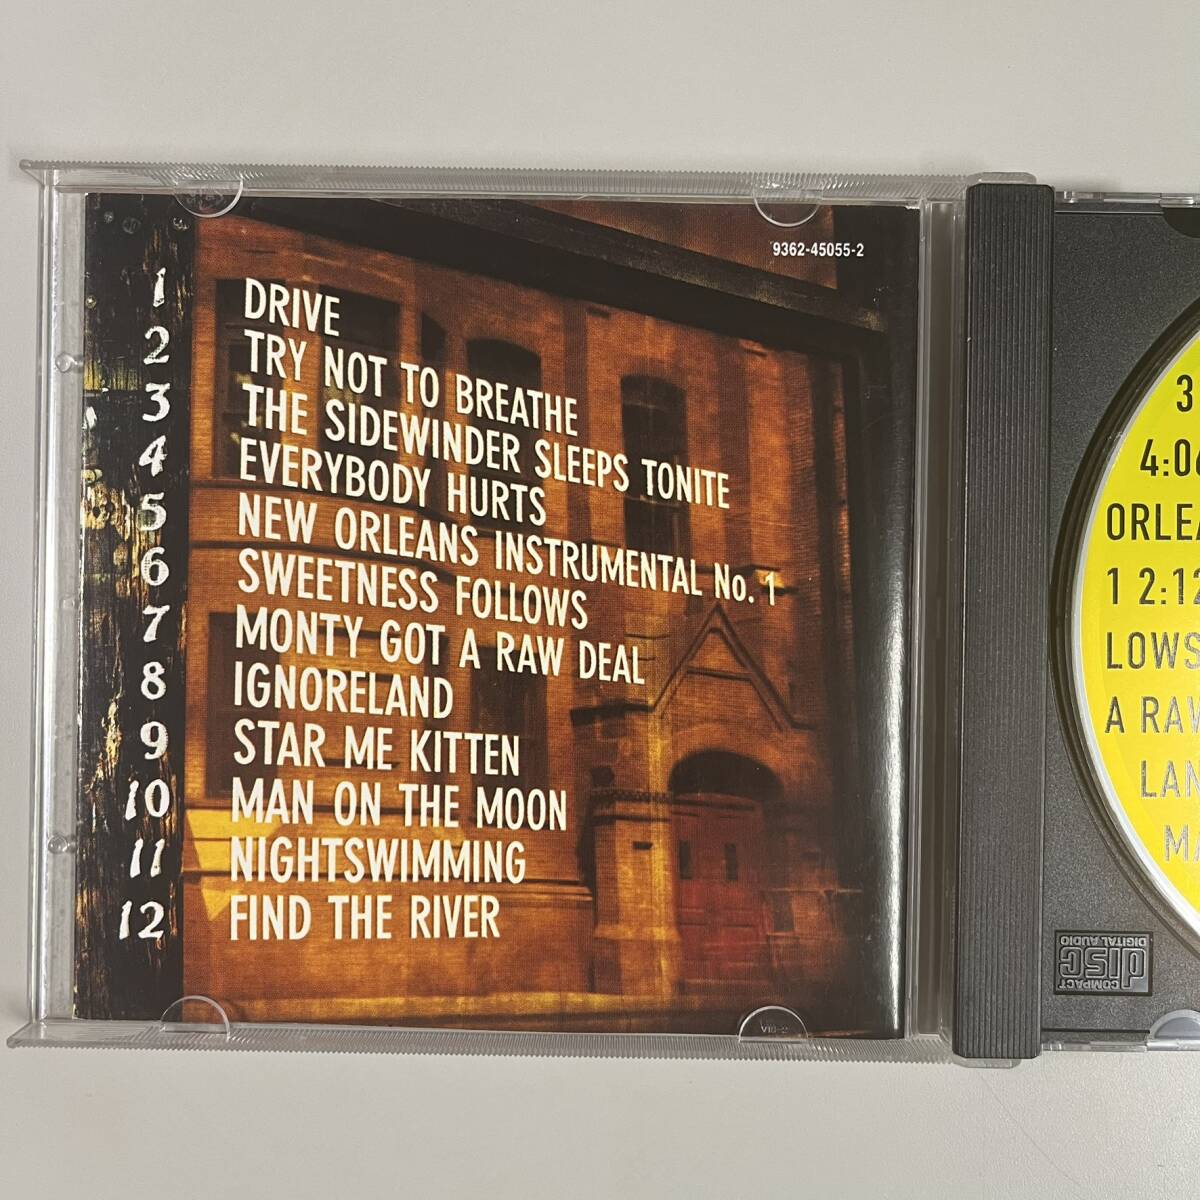 9362-45055-2
1 DRIVE
2 TRY NOT TO BREATHE
3 THE SIDEWINDER SLEEPS TONITE
4 EVERYBODY HURTS
5 NEW ORLEANS INSTRUMENTAL No. 1
6 SWEETNESS FOLLOWS
7 MONTY GOT A RAW DEAL
8 IGNORELAND
9 STAR ME KITTEN
10 MAN ON THE MOON
11 NIGHTSWIMMING
12 FIND THE RIVER
3
4:06
ORLEA
1 2:12
LOWS
A RAW
LAN
MA
COMPACT
disc
DIGITAL AUDIO